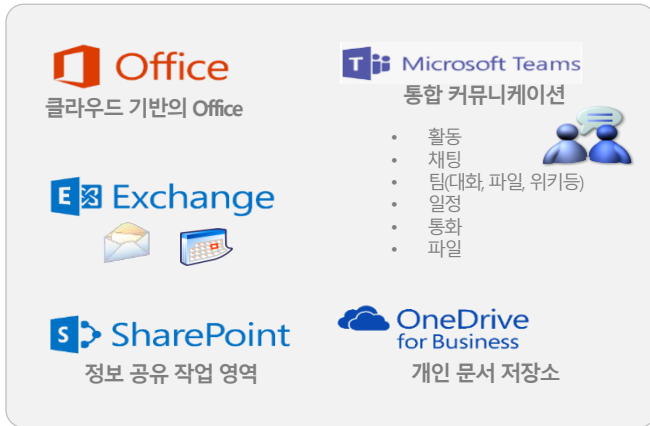 Office
클라우드 기반의 Office
Microsoft Teams
통합 커뮤니케이션
• 활동
• 채팅
• 팀(대화, 파일, 위키등)
• 일정
• 통화
• 파일
Exchange
SharePoint
정보 공유 작업 영역
OneDrive
for Business
개인 문서 저장소